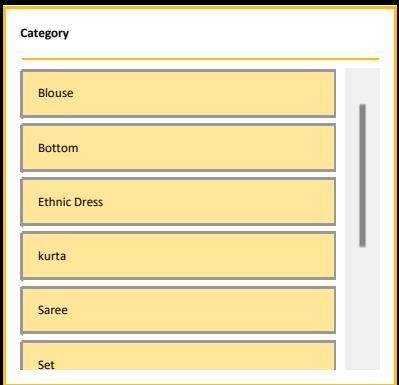 Category
Blouse
Bottom
Ethnic Dress
kurta
Saree
Set